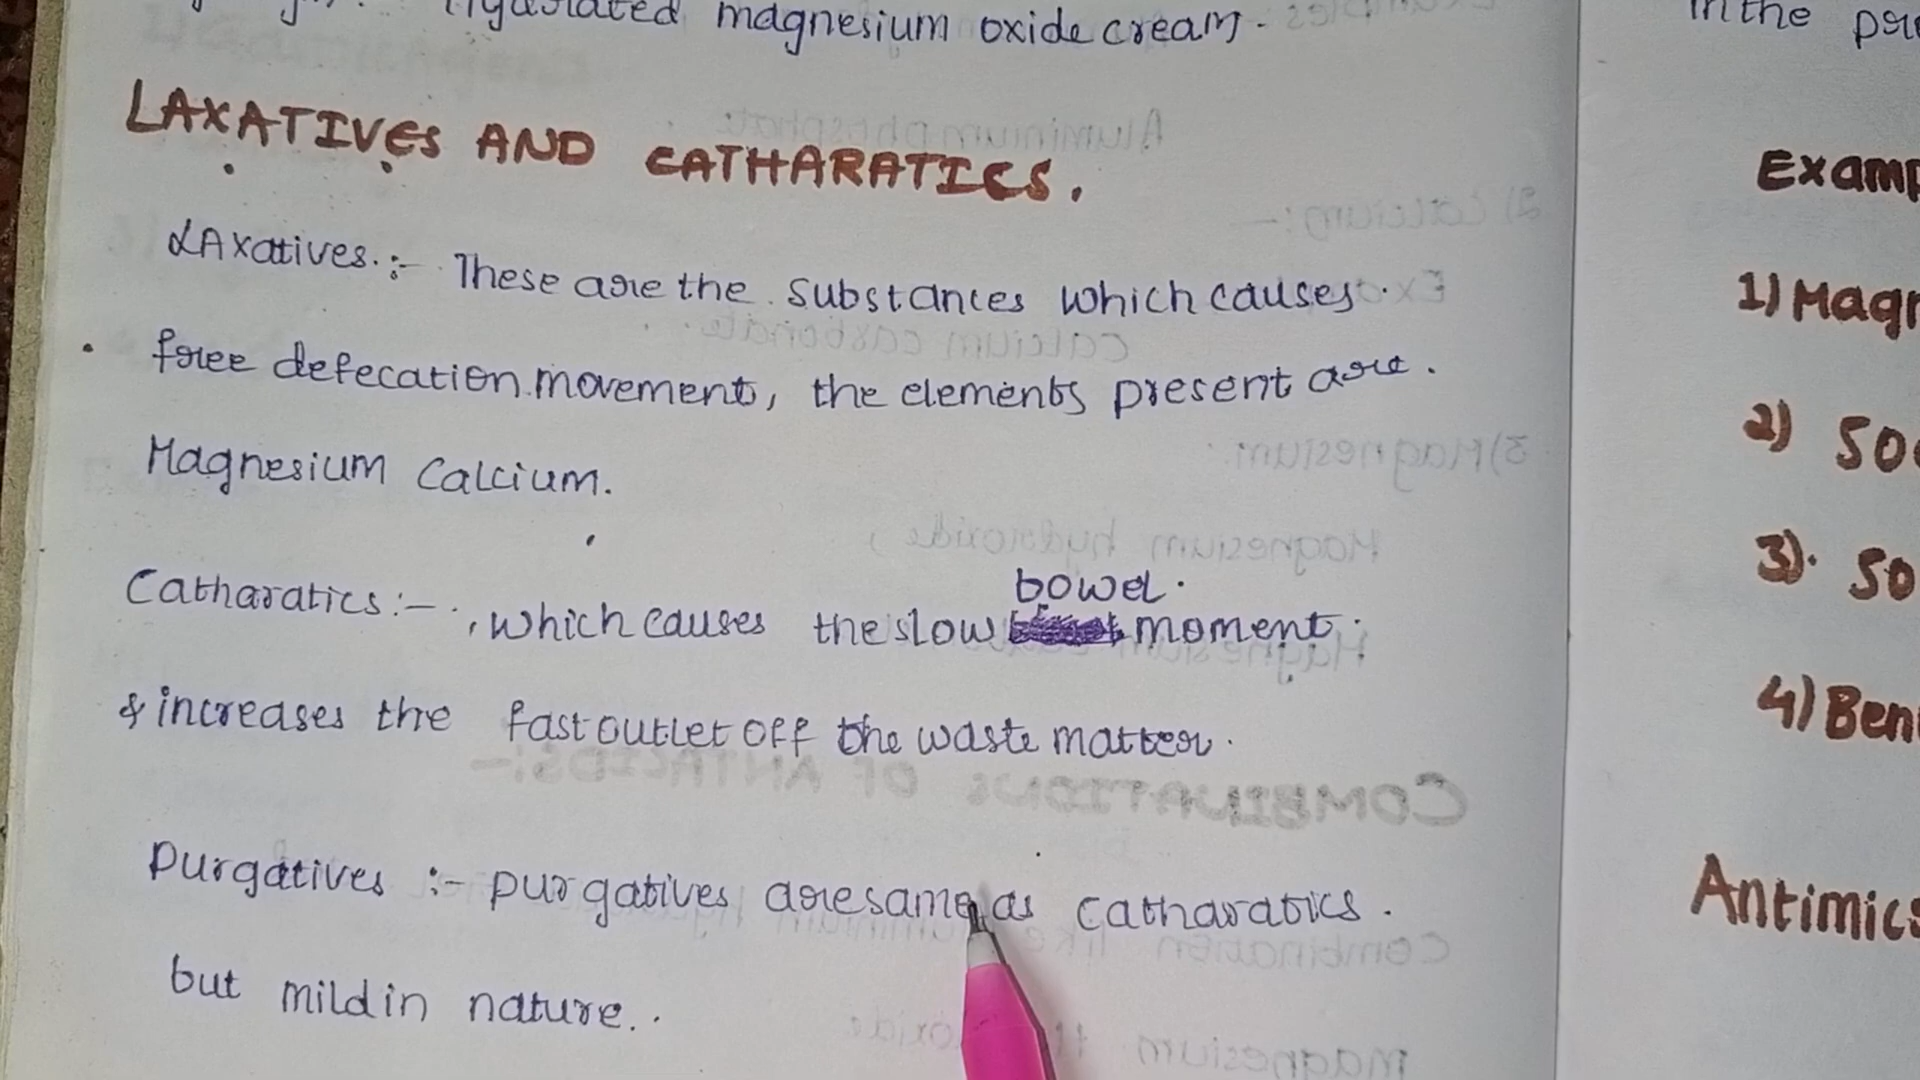 magnesium oxide cream.
LAXATIVES AND CATHARATICS.
LAxatives :- These are the substances which causes
free defecation movements, the elements present are.
Magnesium Calcium.
bowel.
Catharatics :- , which causes the slow moment.
& increases the fast outlet off the waste matter.
Purgatives :- purgatives are same as catharatics.
but mild in nature.
in the
Examp
1) Magn
2) SO
3). SO
4) Ben
Antimic